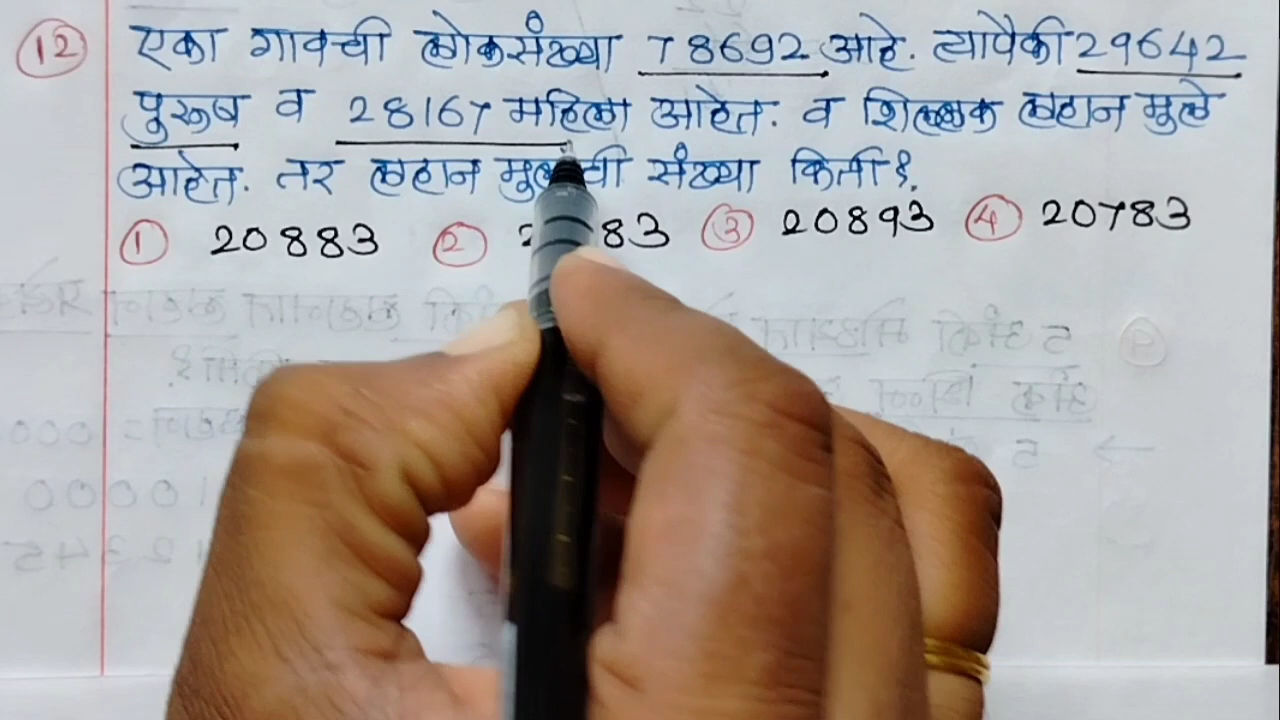 12 एका गावची लोकसंख्या 78692 आहे. त्यापैकी 29642
पुरूष व 28167 महिला आहेत. व शिल्लक लहान मुले
आहेत. तर लहान संख्या किती?
1 20883 2 83 3 20893 4 20783